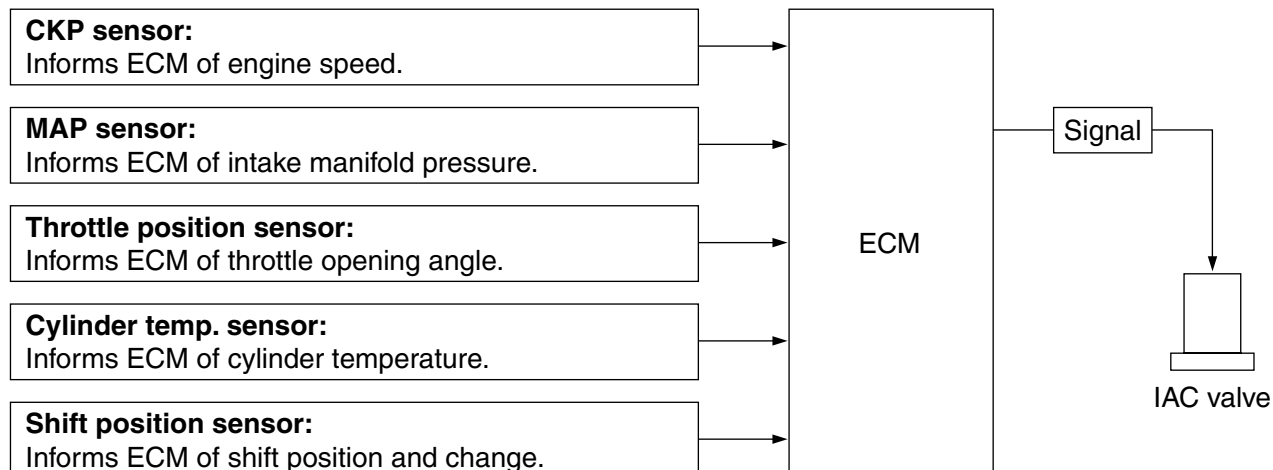 CKP sensor:
Informs ECM of engine speed.
MAP sensor:
Informs ECM of intake manifold pressure.
Throttle position sensor:
Informs ECM of throttle opening angle.
Cylinder temp. sensor:
Informs ECM of cylinder temperature.
Shift position sensor:
Informs ECM of shift position and change.
ECM
Signal
IAC valve